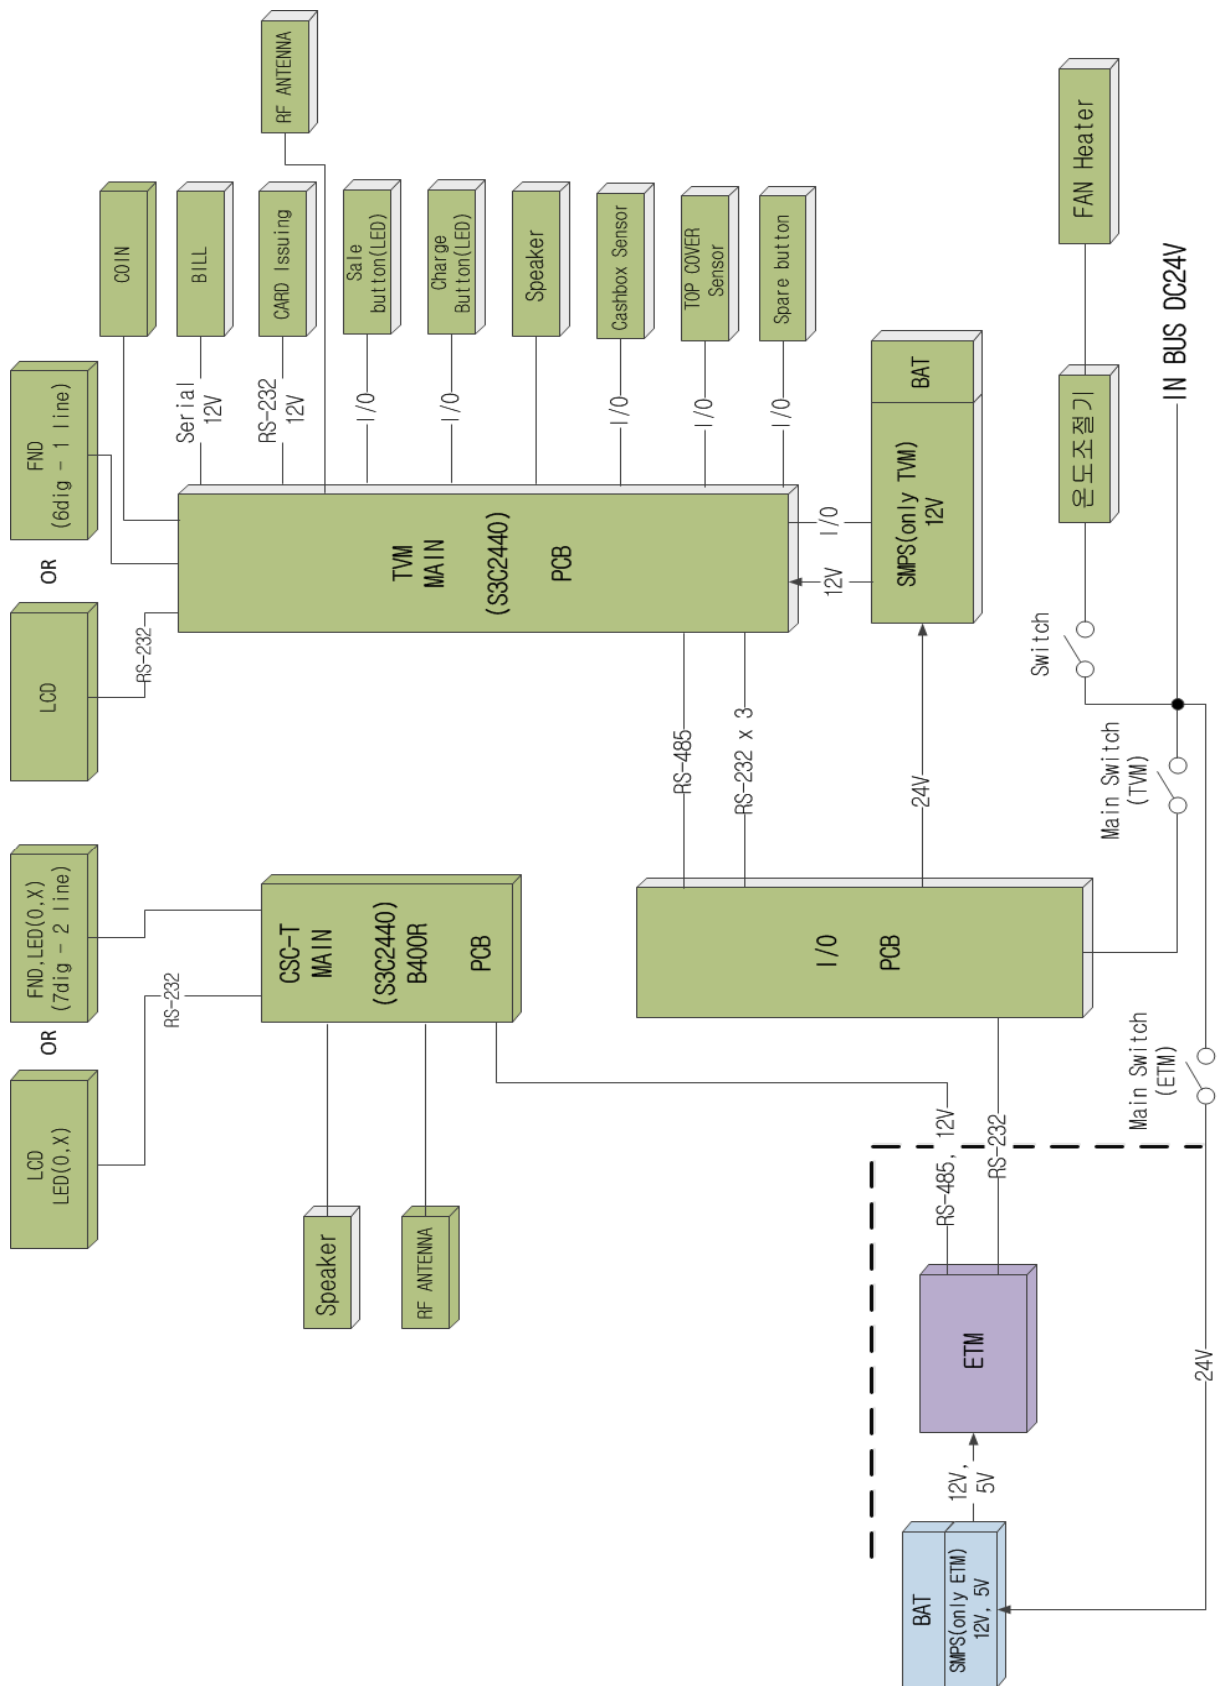 RF ANTENNA
COIN
BILL
CARD Issuing
Sale
button(LED)
Charge
Button(LED)
Speaker
Cashbox Sensor
TOP COVER
Sensor
Spare button
FAN Heater
Serial
12V
RS-232
12V
I/O
I/O
I/O
I/O
I/O
FND
(6dig - 1 line)
OR
LCD
RS-232
TVM
MAIN
(S3C2440)
PCB
I/O
12V
BAT
SMPS(only TVM)
12V
온도조절기
IN BUS DC24V
Switch
Main Switch
(TVM)
RS-485
RS-232 x 3
24V
FND,LED(O,X)
(7dig - 2 line)
OR
LCD
LED(O,X)
RS-232
CSC-T
MAIN
(S3C2440)
B400R
PCB
I/O
PCB
Speaker
RF ANTENNA
RS-485, 12V
RS-232
Main Switch
(ETM)
ETM
24V
12V,
5V
BAT
SMPS(only ETM)
12V, 5V